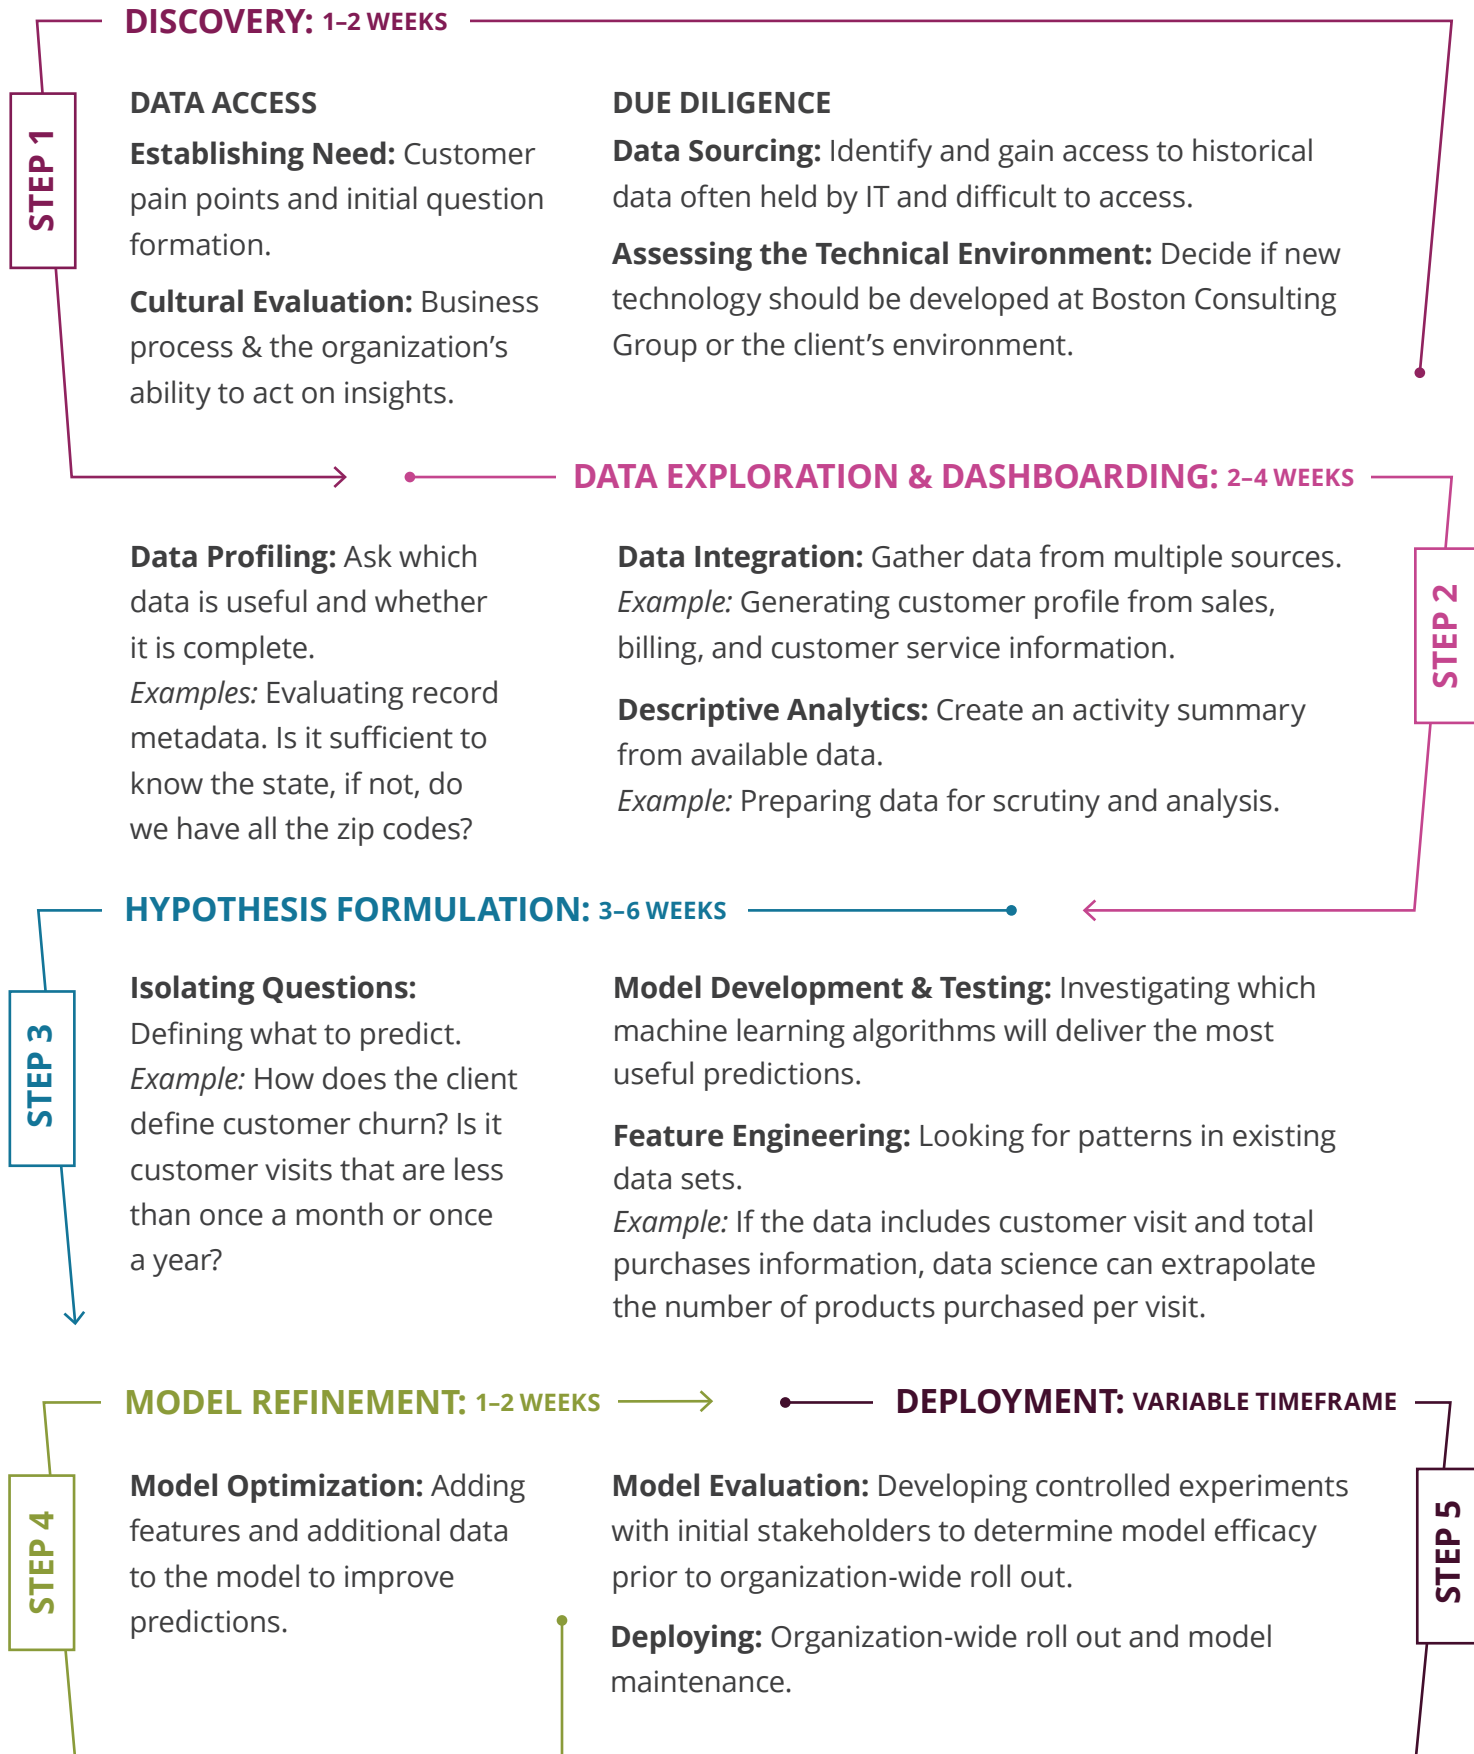 DISCOVERY: 1–2 WEEKS
STEP 1
DATA ACCESS
Establishing Need: Customer
pain points and initial question
formation.
Cultural Evaluation: Business
process & the organization’s
ability to act on insights.
DUE DILIGENCE
Data Sourcing: Identify and gain access to historical
data often held by IT and difficult to access.
Assessing the Technical Environment: Decide if new
technology should be developed at Boston Consulting
Group or the client’s environment.
DATA EXPLORATION & DASHBOARDING: 2–4 WEEKS
STEP 2
Data Profiling: Ask which
data is useful and whether
it is complete.
Examples: Evaluating record
metadata. Is it sufficient to
know the state, if not, do
we have all the zip codes?
Data Integration: Gather data from multiple sources.
Example: Generating customer profile from sales,
billing, and customer service information.
Descriptive Analytics: Create an activity summary
from available data.
Example: Preparing data for scrutiny and analysis.
HYPOTHESIS FORMULATION: 3–6 WEEKS
STEP 3
Isolating Questions:
Defining what to predict.
Example: How does the client
define customer churn? Is it
customer visits that are less
than once a month or once
a year?
Model Development & Testing: Investigating which
machine learning algorithms will deliver the most
useful predictions.
Feature Engineering: Looking for patterns in existing
data sets.
Example: If the data includes customer visit and total
purchases information, data science can extrapolate
the number of products purchased per visit.
MODEL REFINEMENT: 1–2 WEEKS
STEP 4
Model Optimization: Adding
features and additional data
to the model to improve
predictions.
DEPLOYMENT: VARIABLE TIMEFRAME
STEP 5
Model Evaluation: Developing controlled experiments
with initial stakeholders to determine model efficacy
prior to organization-wide roll out.
Deploying: Organization-wide roll out and model
maintenance.